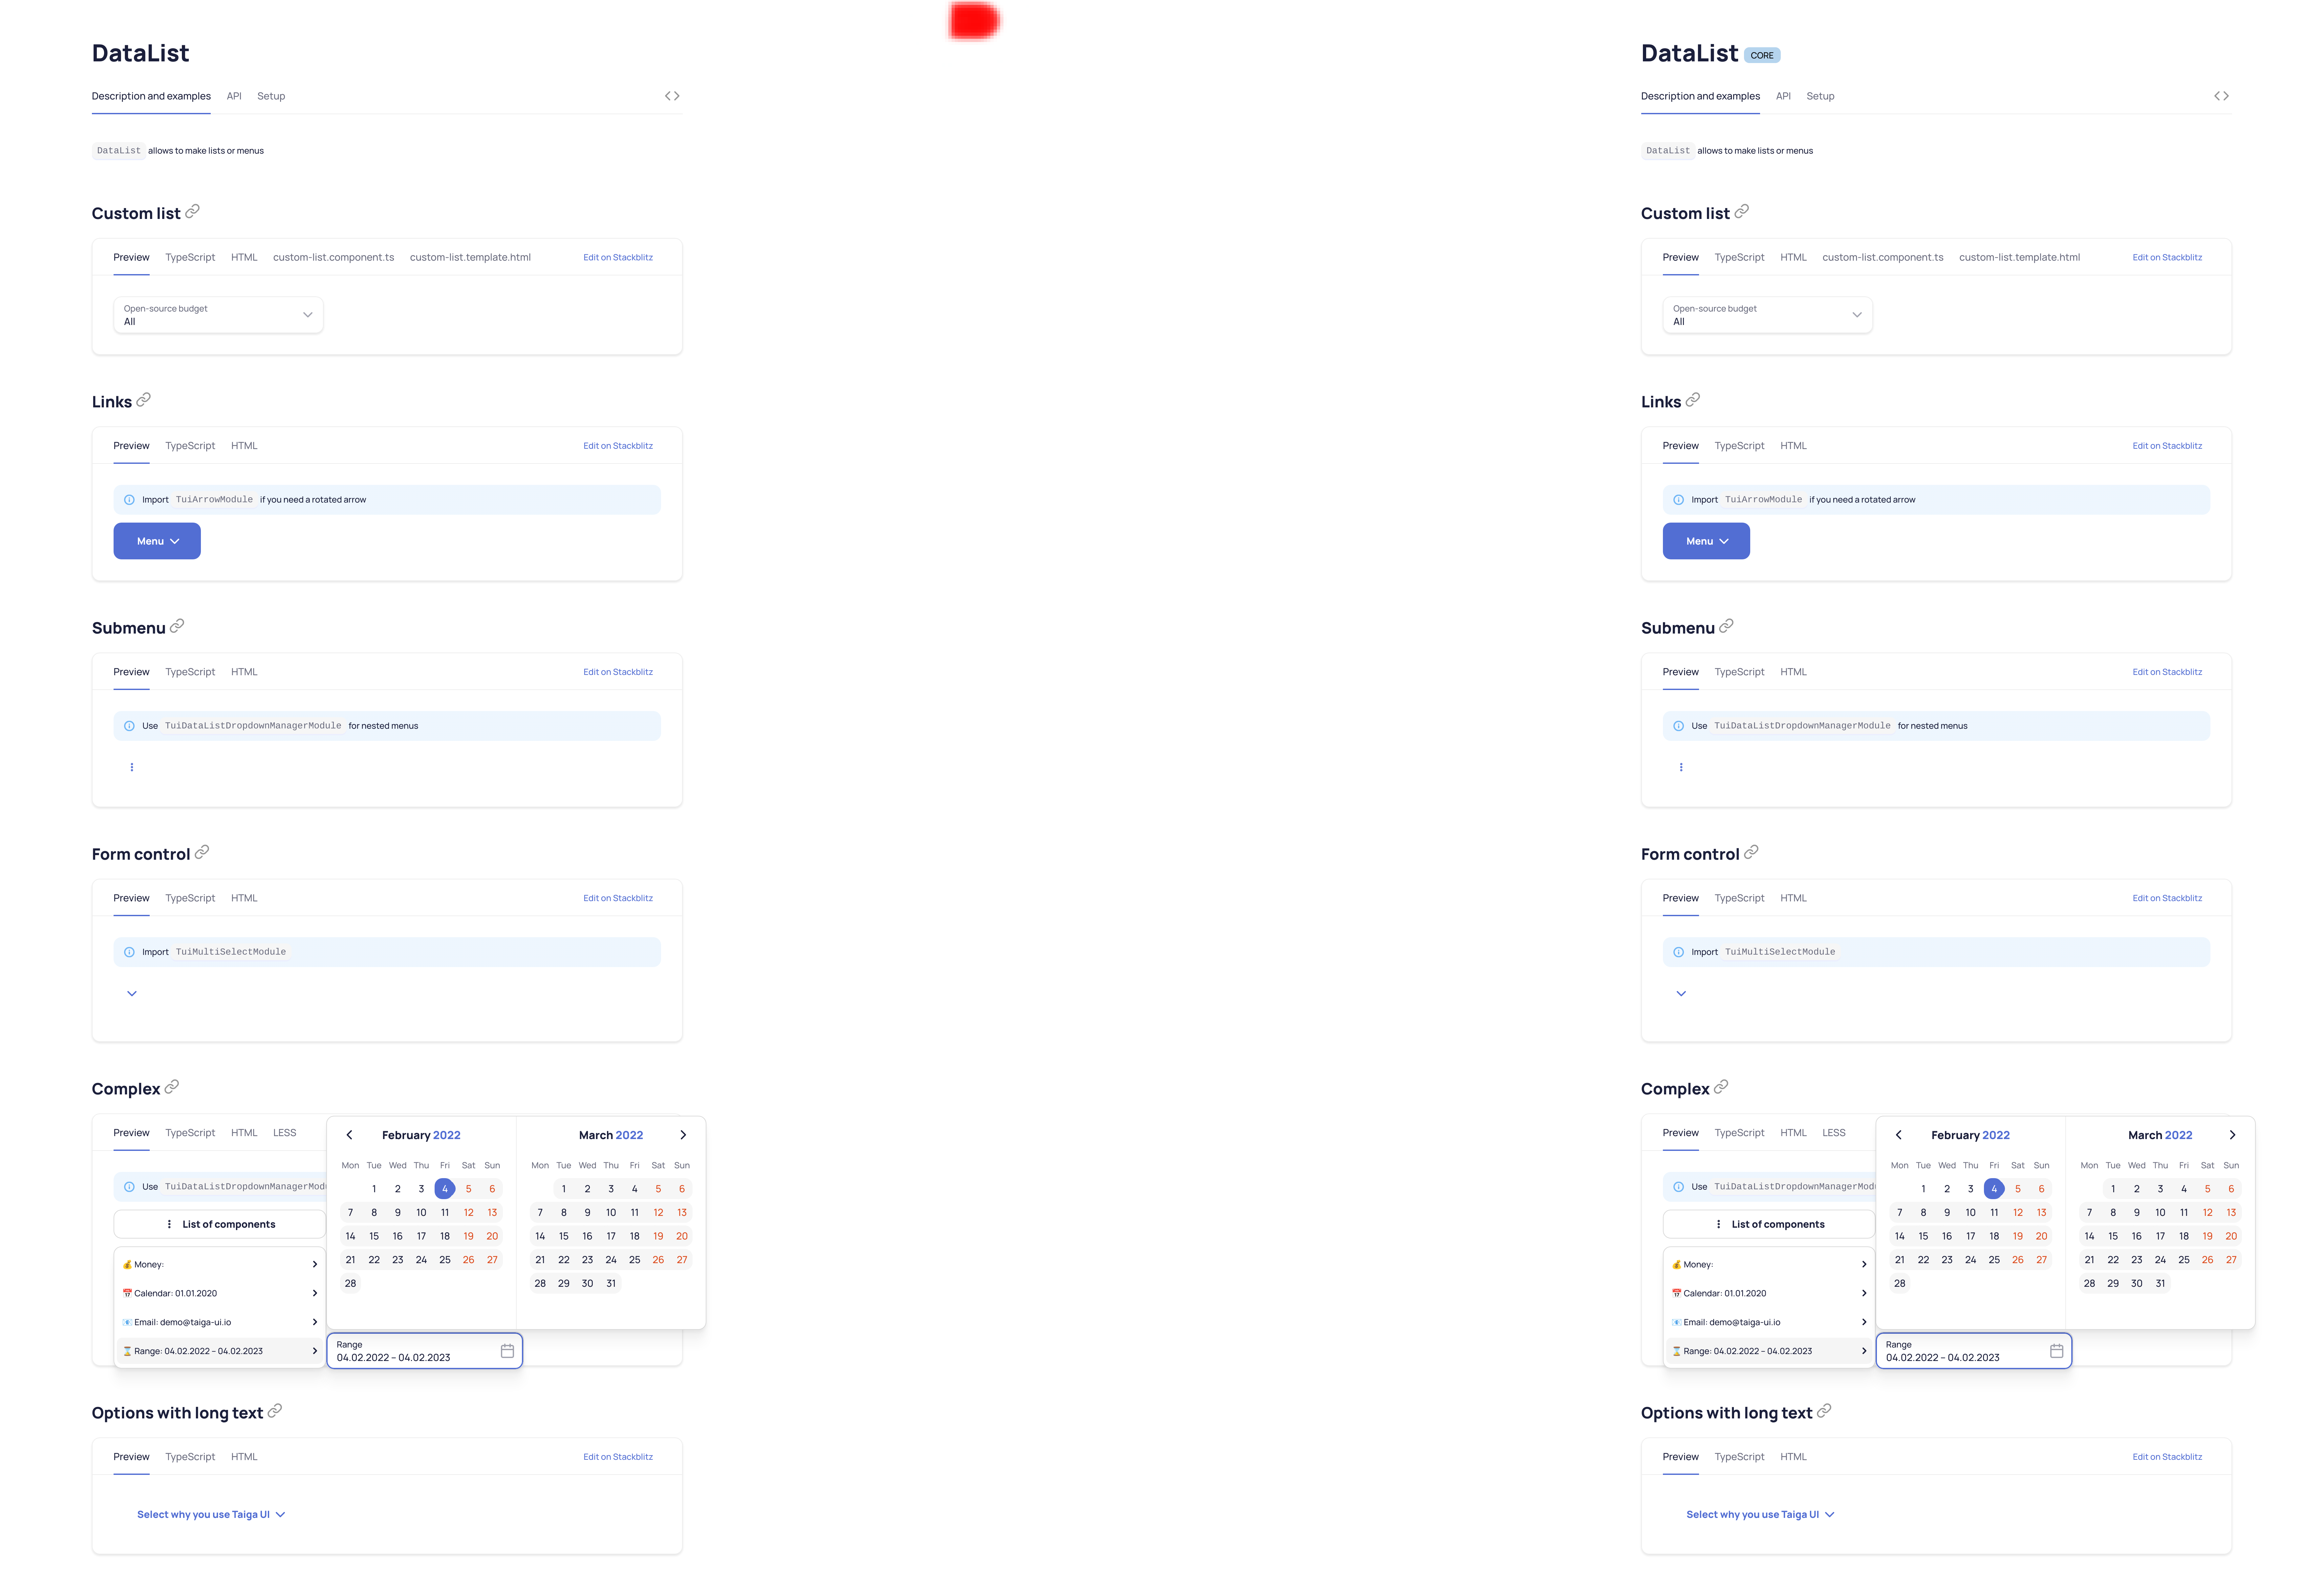 DataList
Description and examples API Setup
DataList allows to make lists or menus
Custom list
Preview TypeScript HTML custom-list.component.ts custom-list.template.html Edit on Stackblitz
Open-source budget
All
Links
Preview TypeScript HTML Edit on Stackblitz
Import TuiArrowModule if you need a rotated arrow
Menu
Submenu
Preview TypeScript HTML Edit on Stackblitz
Use TuiDataListDropdownManagerModule for nested menus
Form control
Preview TypeScript HTML Edit on Stackblitz
Import TuiMultiSelectModule
Complex
Preview TypeScript HTML LESS
Use TuiDataListDropdownManagerModu
List of components
💰 Money:
📅 Calendar: 01.01.2020
📧 Email: demo@taiga-ui.io
⌛ Range: 04.02.2022 – 04.02.2023
February 2022
Mon Tue Wed Thu Fri Sat Sun
1 2 3 4 5 6
7 8 9 10 11 12 13
14 15 16 17 18 19 20
21 22 23 24 25 26 27
28
March 2022
Mon Tue Wed Thu Fri Sat Sun
1 2 3 4 5 6
7 8 9 10 11 12 13
14 15 16 17 18 19 20
21 22 23 24 25 26 27
28 29 30 31
Range
04.02.2022 – 04.02.2023
Options with long text
Preview TypeScript HTML Edit on Stackblitz
Select why you use Taiga UI
DataList CORE
Description and examples API Setup
DataList allows to make lists or menus
Custom list
Preview TypeScript HTML custom-list.component.ts custom-list.template.html Edit on Stackblitz
Open-source budget
All
Links
Preview TypeScript HTML Edit on Stackblitz
Import TuiArrowModule if you need a rotated arrow
Menu
Submenu
Preview TypeScript HTML Edit on Stackblitz
Use TuiDataListDropdownManagerModule for nested menus
Form control
Preview TypeScript HTML Edit on Stackblitz
Import TuiMultiSelectModule
Complex
Preview TypeScript HTML LESS
Use TuiDataListDropdownManagerModu
List of components
💰 Money:
📅 Calendar: 01.01.2020
📧 Email: demo@taiga-ui.io
⌛ Range: 04.02.2022 – 04.02.2023
February 2022
Mon Tue Wed Thu Fri Sat Sun
1 2 3 4 5 6
7 8 9 10 11 12 13
14 15 16 17 18 19 20
21 22 23 24 25 26 27
28
March 2022
Mon Tue Wed Thu Fri Sat Sun
1 2 3 4 5 6
7 8 9 10 11 12 13
14 15 16 17 18 19 20
21 22 23 24 25 26 27
28 29 30 31
Range
04.02.2022 – 04.02.2023
Options with long text
Preview TypeScript HTML Edit on Stackblitz
Select why you use Taiga UI